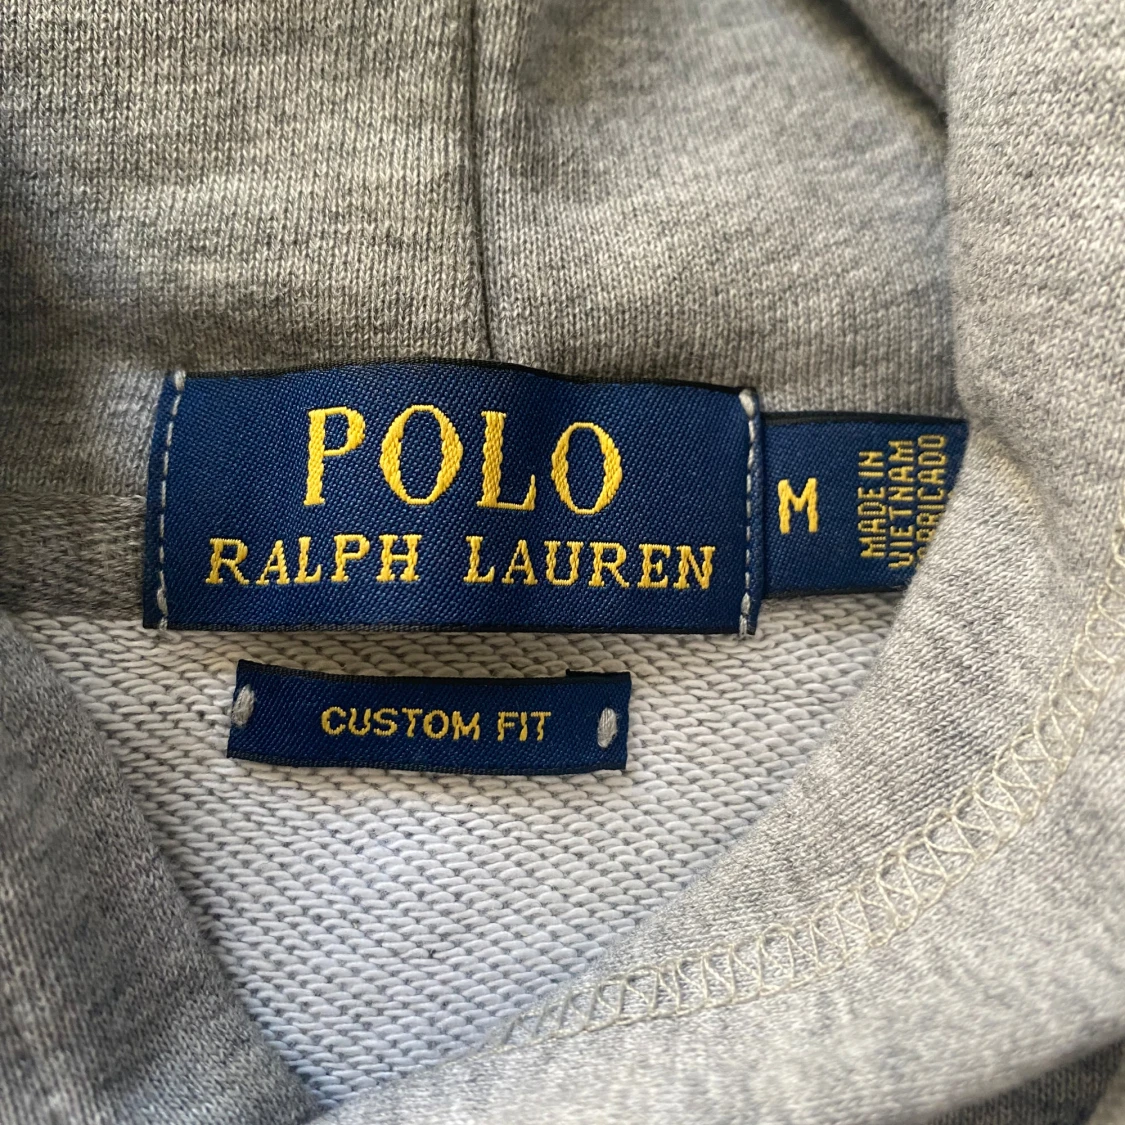 POLO
RALPH LAUREN
M
MADE IN
VIETNAM
CUSTOM FIT